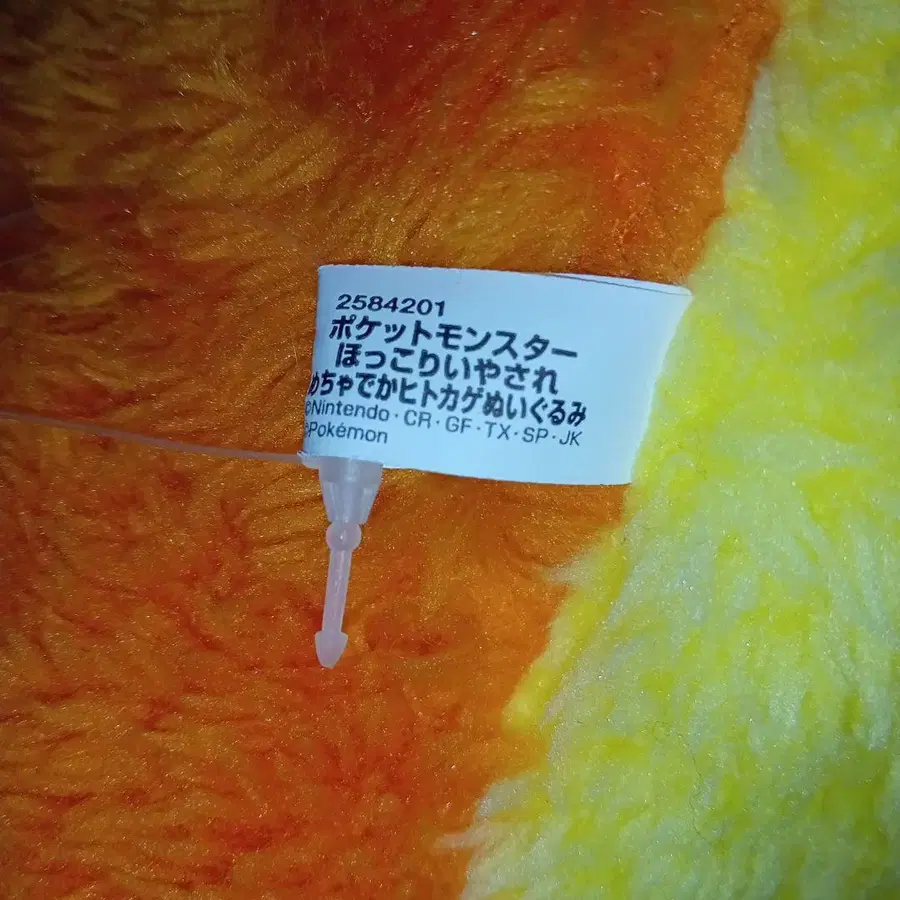 2584201
ポケットモンスター
ほっこりいやされ
めちゃでかヒトカゲぬいぐるみ
©Nintendo・CR・GF・TX・SP・JK
©Pokémon